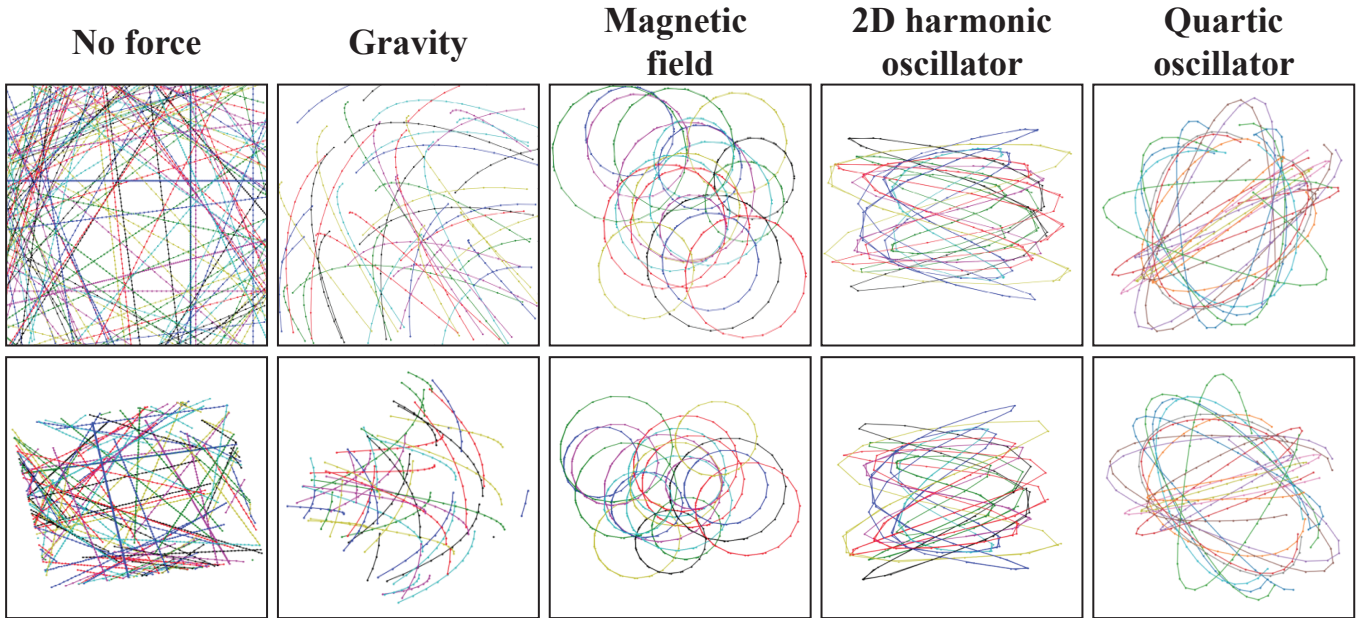 No force
Gravity
Magnetic
field
2D harmonic
oscillator
Quartic
oscillator